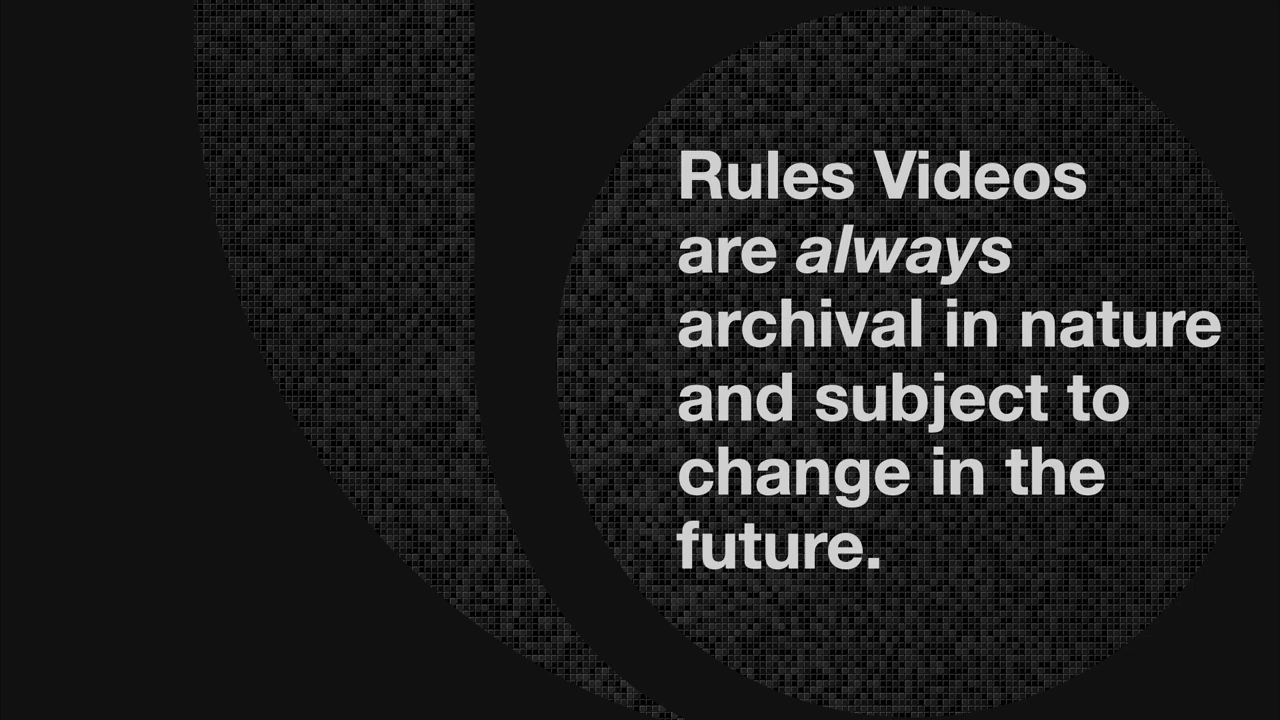 Rules Videos
are always
archival in nature
and subject to
change in the
future.